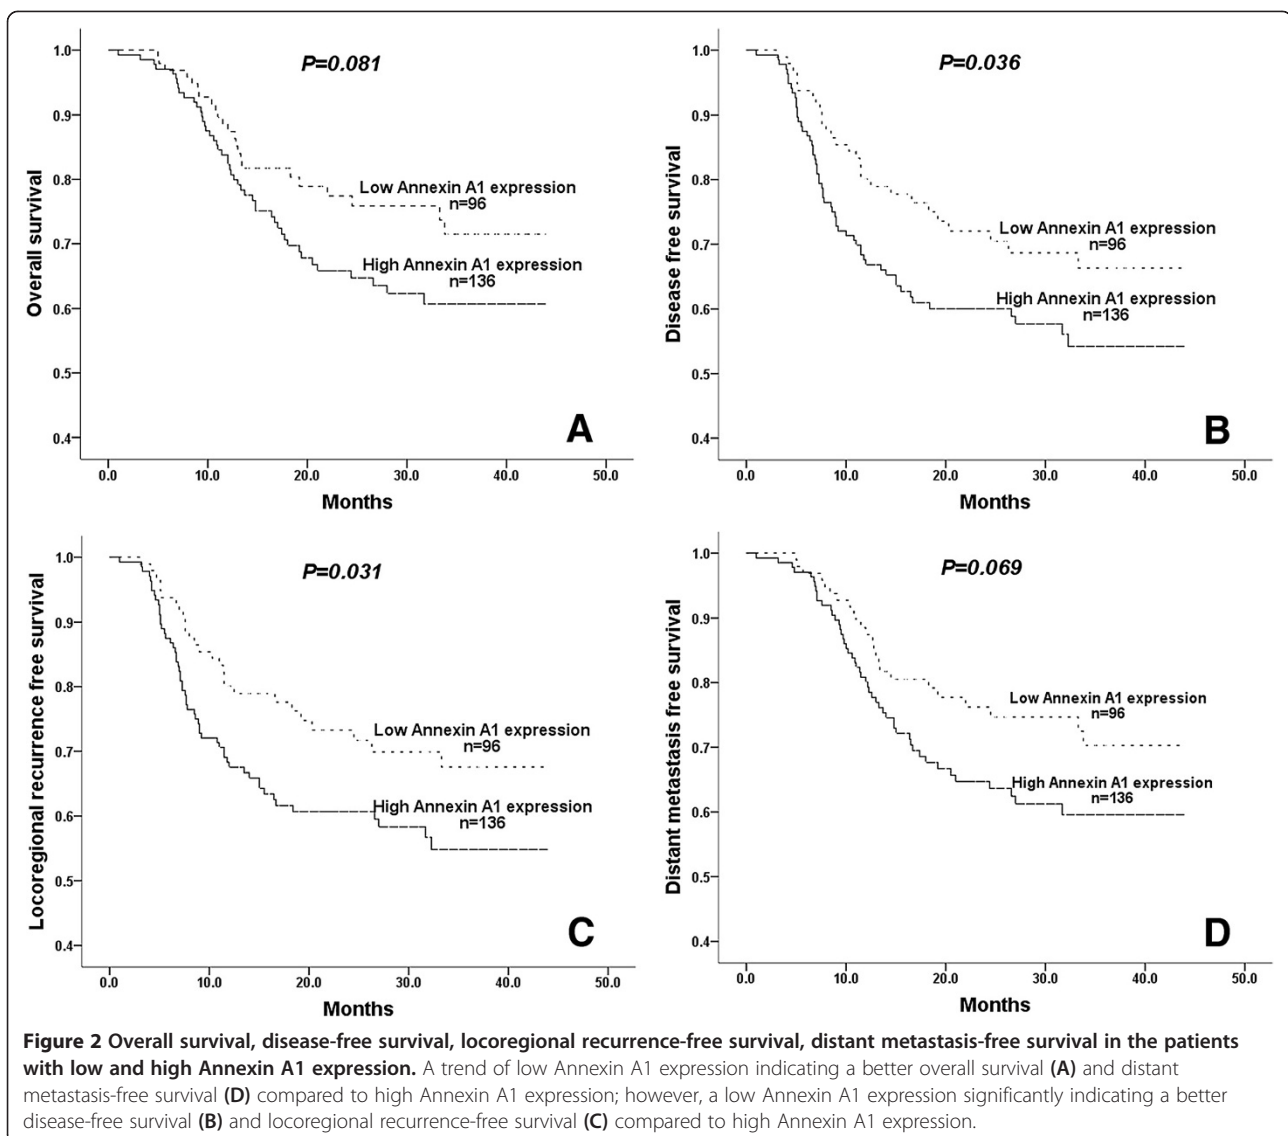 P=0.081
1.0
0.9
0.8
0.7
0.6
0.5
0.4
Overall survival
Low Annexin A1 expression
n=96
High Annexin A1 expression
n=136
A
0.0 10.0 20.0 30.0 40.0 50.0
Months
P=0.036
1.0
0.9
0.8
0.7
0.6
0.5
0.4
Disease free survival
Low Annexin A1 expression
n=96
High Annexin A1 expression
n=136
B
0.0 10.0 20.0 30.0 40.0 50.0
Months
P=0.031
1.0
0.9
0.8
0.7
0.6
0.5
0.4
Locoregional recurrence free survival
Low Annexin A1 expression
n=96
High Annexin A1 expression
n=136
C
0.0 10.0 20.0 30.0 40.0 50.0
Months
P=0.069
1.0
0.9
0.8
0.7
0.6
0.5
0.4
Distant metastasis free survival
Low Annexin A1 expression
n=96
High Annexin A1 expression
n=136
D
0.0 10.0 20.0 30.0 40.0 50.0
Months
Figure 2 Overall survival, disease-free survival, locoregional recurrence-free survival, distant metastasis-free survival in the patients
with low and high Annexin A1 expression. A trend of low Annexin A1 expression indicating a better overall survival (A) and distant
metastasis-free survival (D) compared to high Annexin A1 expression; however, a low Annexin A1 expression significantly indicating a better
disease-free survival (B) and locoregional recurrence-free survival (C) compared to high Annexin A1 expression.